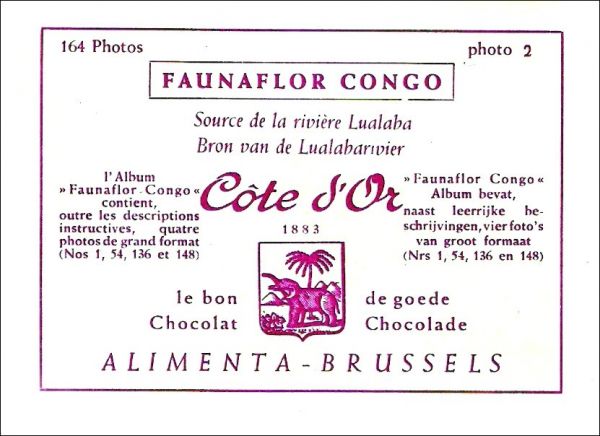 164 Photos
photo 2
FAUNAFLOR CONGO
Source de la rivière Lualaba
Bron van de Lualabarivier
l'Album
» Faunaflor Congo «
contient,
outre les descriptions
instructives, quatre
photos de grand format
(Nos 1, 54, 136 et 148)
Côte d'Or
1883
» Faunaflor Congo «
Album bevat,
naast leerrijke be-
schrijvingen, vier foto's
van groot formaat
(Nrs 1, 54, 136 en 148)
le bon
Chocolat
de goede
Chocolade
ALIMENTA - BRUSSELS